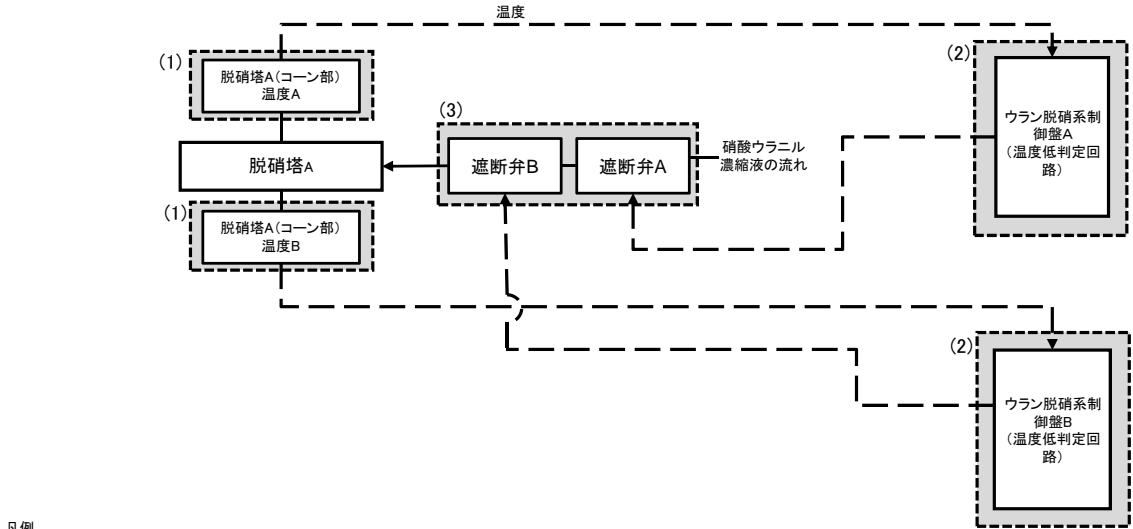 温度
(1)
脱硝塔A(コーン部)
温度A
(2)
ウラン脱硝系制
御盤A
(温度低判定回
路)
(3)
遮断弁B
遮断弁A
硝酸ウラニル
濃縮液の流れ
脱硝塔A
(1)
脱硝塔A(コーン部)
温度B
(2)
ウラン脱硝系制
御盤B
(温度低判定回
路)
凡例